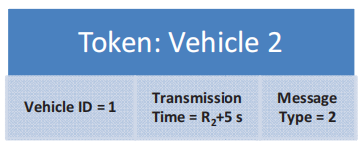 Token: Vehicle 2
Vehicle ID = 1
Transmission
Time = R₂+5 s
Message
Type = 2